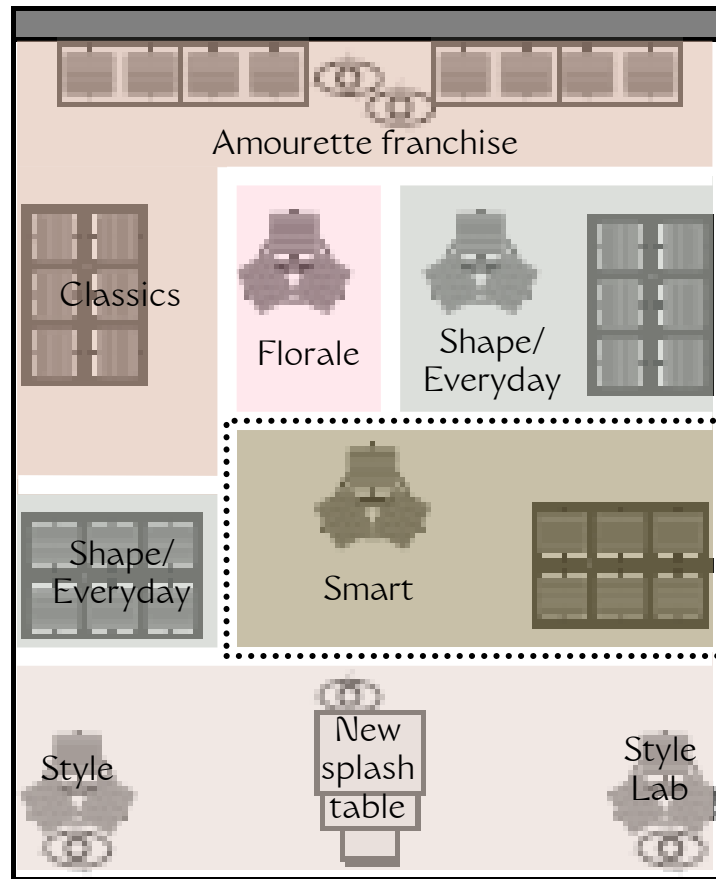 Amourette franchise
Classics
Florale
Shape/
Everyday
Shape/
Everyday
Smart
Style
New
splash
table
Style
Lab